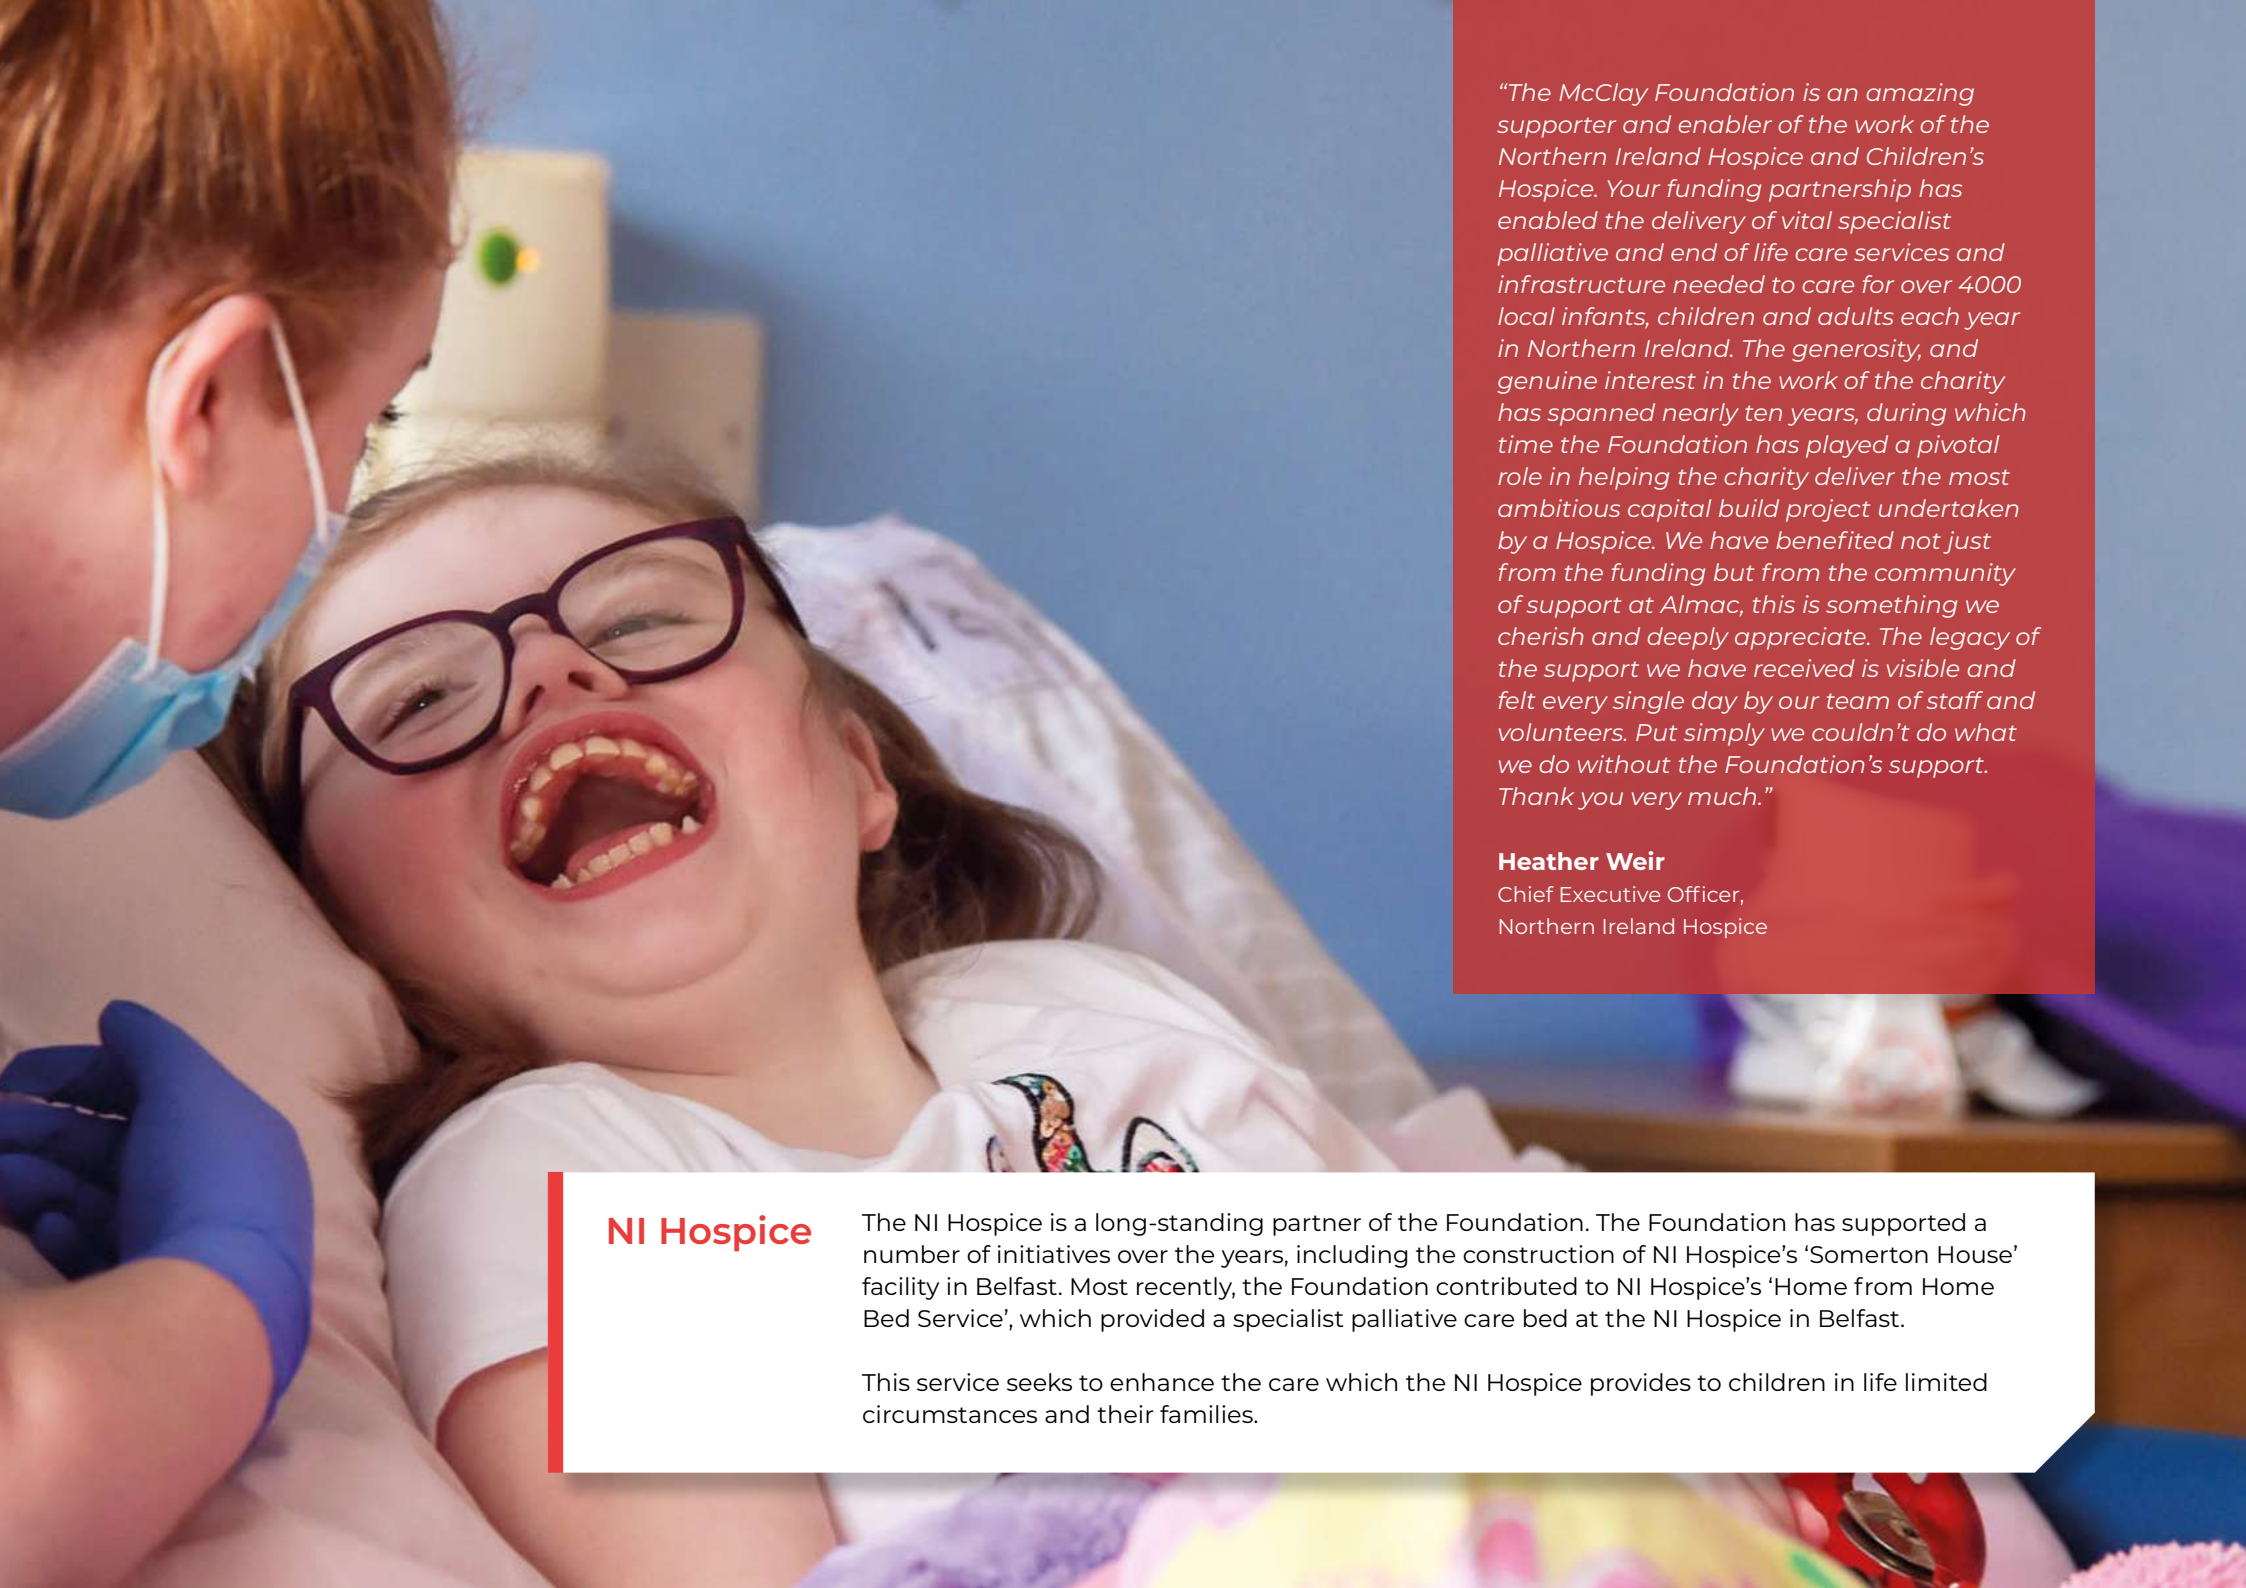 “The McClay Foundation is an amazing
supporter and enabler of the work of the
Northern Ireland Hospice and Children’s
Hospice. Your funding partnership has
enabled the delivery of vital specialist
palliative and end of life care services and
infrastructure needed to care for over 4000
local infants, children and adults each year
in Northern Ireland. The generosity, and
genuine interest in the work of the charity
has spanned nearly ten years, during which
time the Foundation has played a pivotal
role in helping the charity deliver the most
ambitious capital build project undertaken
by a Hospice. We have benefited not just
from the funding but from the community
of support at Almac, this is something we
cherish and deeply appreciate. The legacy of
the support we have received is visible and
felt every single day by our team of staff and
volunteers. Put simply we couldn’t do what
we do without the Foundation’s support.
Thank you very much.”
Heather Weir
Chief Executive Officer,
Northern Ireland Hospice
NI Hospice
The NI Hospice is a long-standing partner of the Foundation. The Foundation has supported a
number of initiatives over the years, including the construction of NI Hospice’s ‘Somerton House’
facility in Belfast. Most recently, the Foundation contributed to NI Hospice’s ‘Home from Home
Bed Service’, which provided a specialist palliative care bed at the NI Hospice in Belfast.
This service seeks to enhance the care which the NI Hospice provides to children in life limited
circumstances and their families.